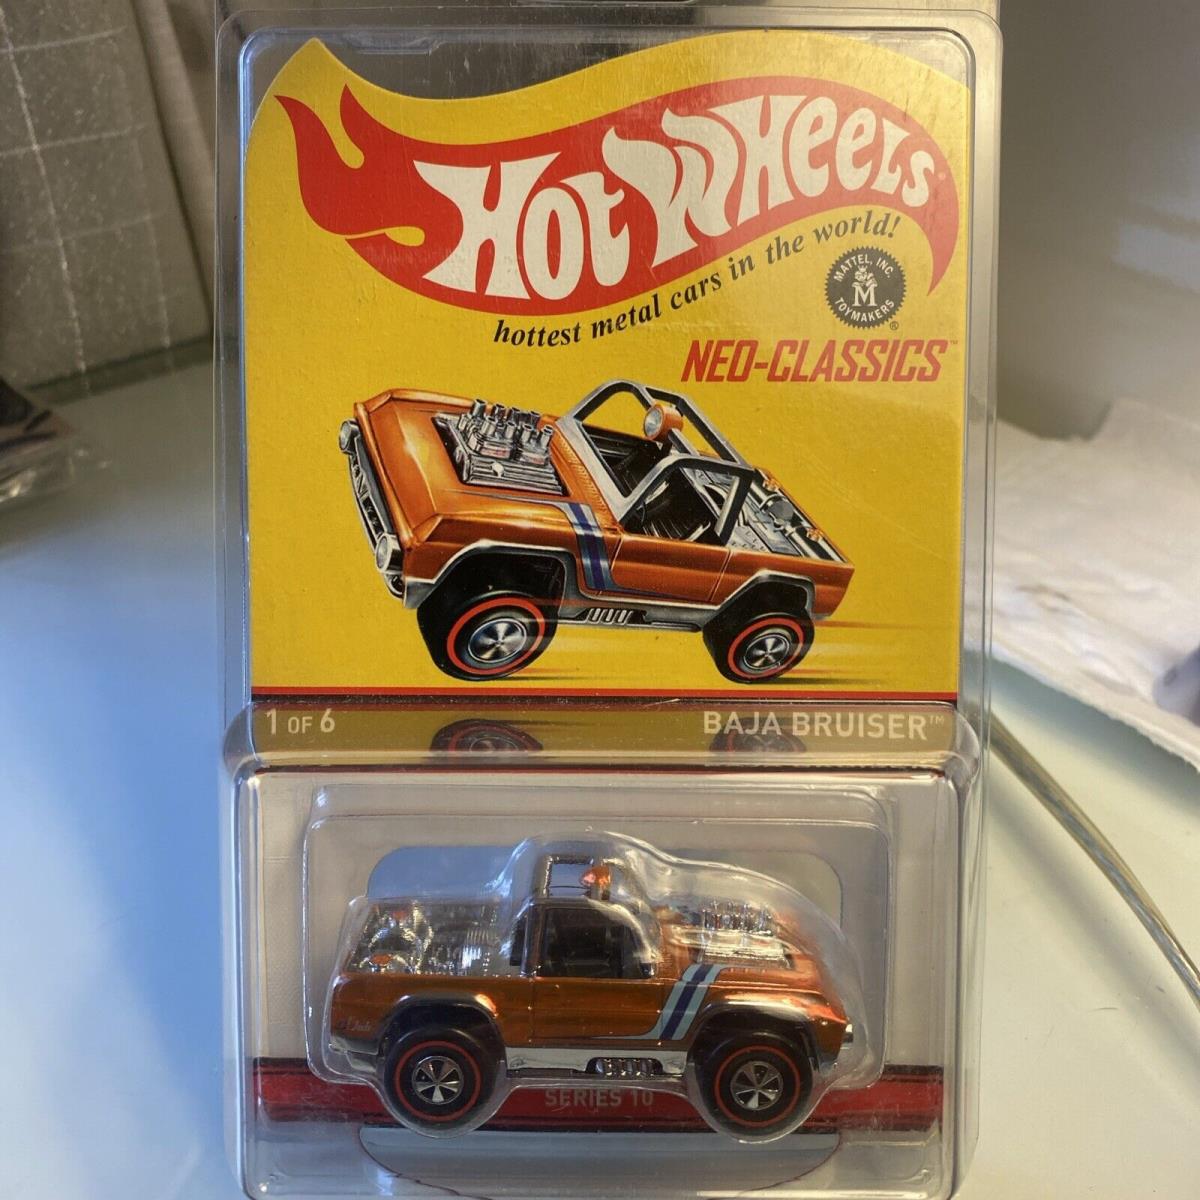 Hot Wheels
hottest metal cars in the world!
MATTEL, INC.
M
TOYMAKERS
®
NEO-CLASSICS™
1 OF 6
BAJA BRUISER™
SERIES 10